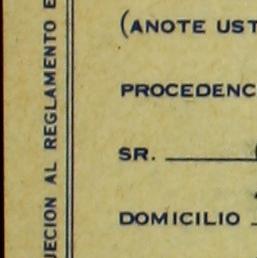 (ANOTE UST
PROCEDENC
SR.
DOMICILIO
JECION AL REGLAMENTO E